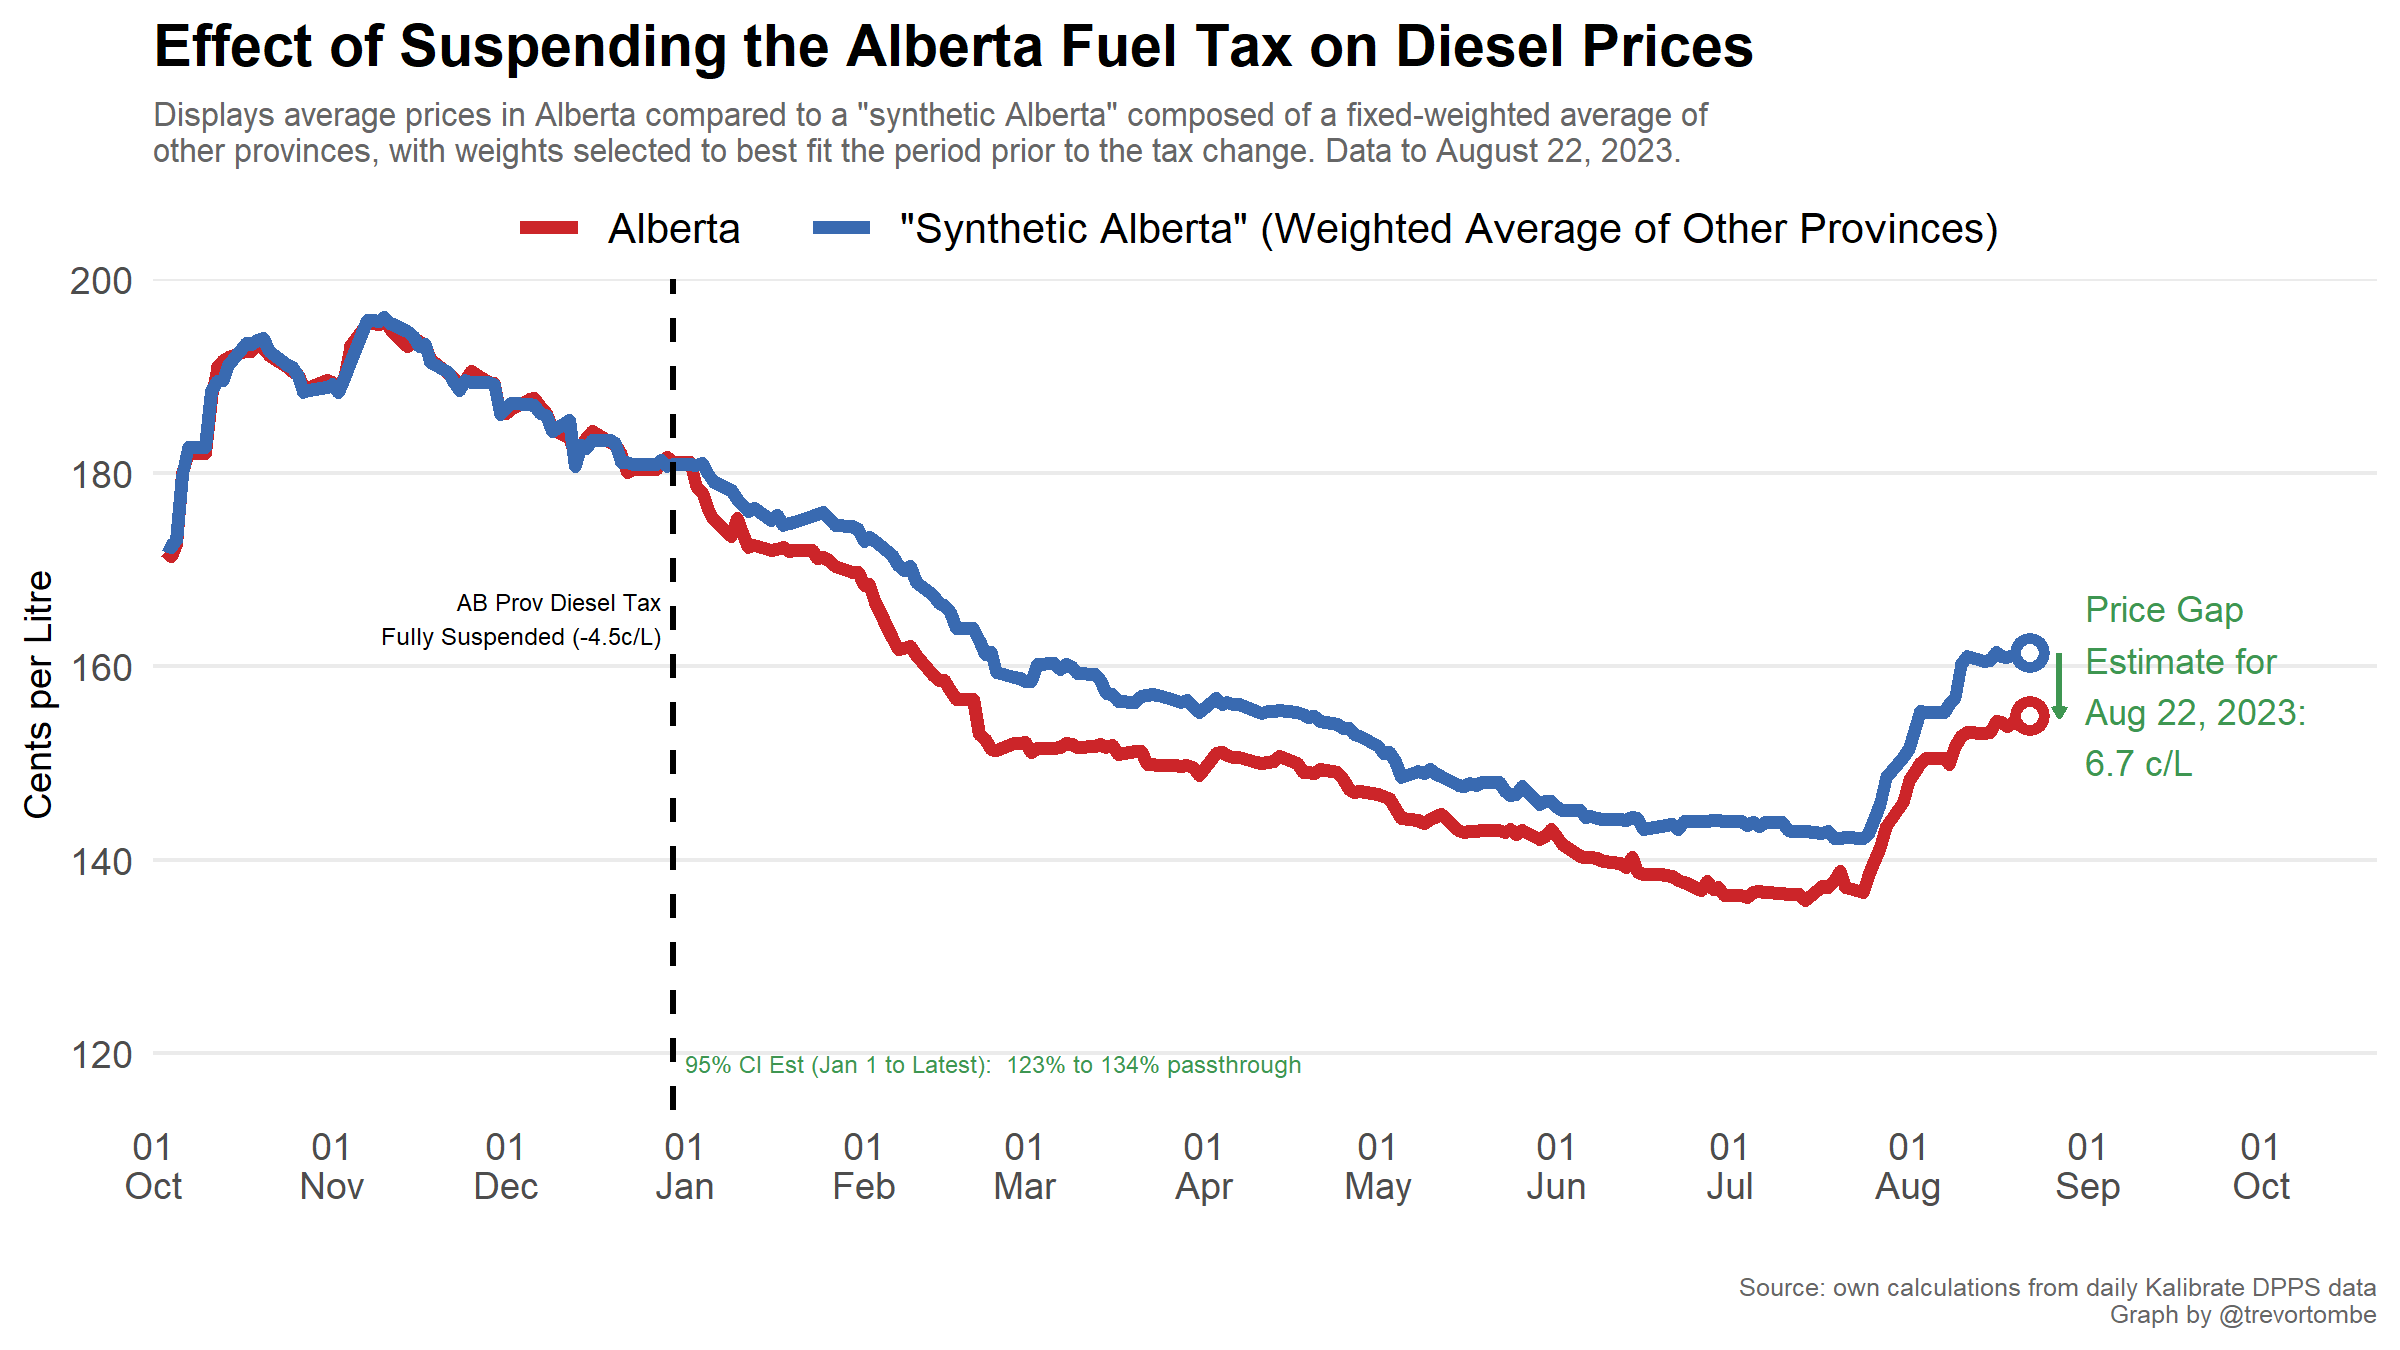 Effect of Suspending the Alberta Fuel Tax on Diesel Prices
Displays average prices in Alberta compared to a "synthetic Alberta" composed of a fixed-weighted average of
other provinces, with weights selected to best fit the period prior to the tax change. Data to August 22, 2023.
Alberta
"Synthetic Alberta" (Weighted Average of Other Provinces)
Cents per Litre
200
180
160
140
120
AB Prov Diesel Tax
Fully Suspended (-4.5c/L)
Price Gap
Estimate for
Aug 22, 2023:
6.7 c/L
95% CI Est (Jan 1 to Latest):  123% to 134% passthrough
01 01 01 01 01 01 01 01 01 01 01 01 01
Oct Nov Dec Jan Feb Mar Apr May Jun Jul Aug Sep Oct
Source: own calculations from daily Kalibrate DPPS data
Graph by @trevortombe